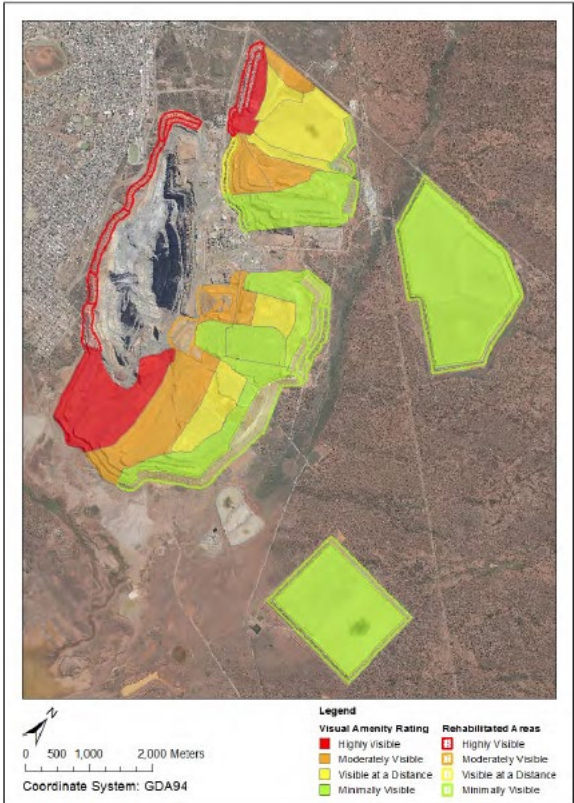 N
0 500 1,000 2,000 Meters
Coordinate System: GDA94
Legend
Visual Amenity Rating
Highly Visible
Moderately Visible
Visible at a Distance
Minimally Visible
Rehabilitated Areas
Highly Visible
Moderately Visible
Visible at a Distance
Minimally Visible